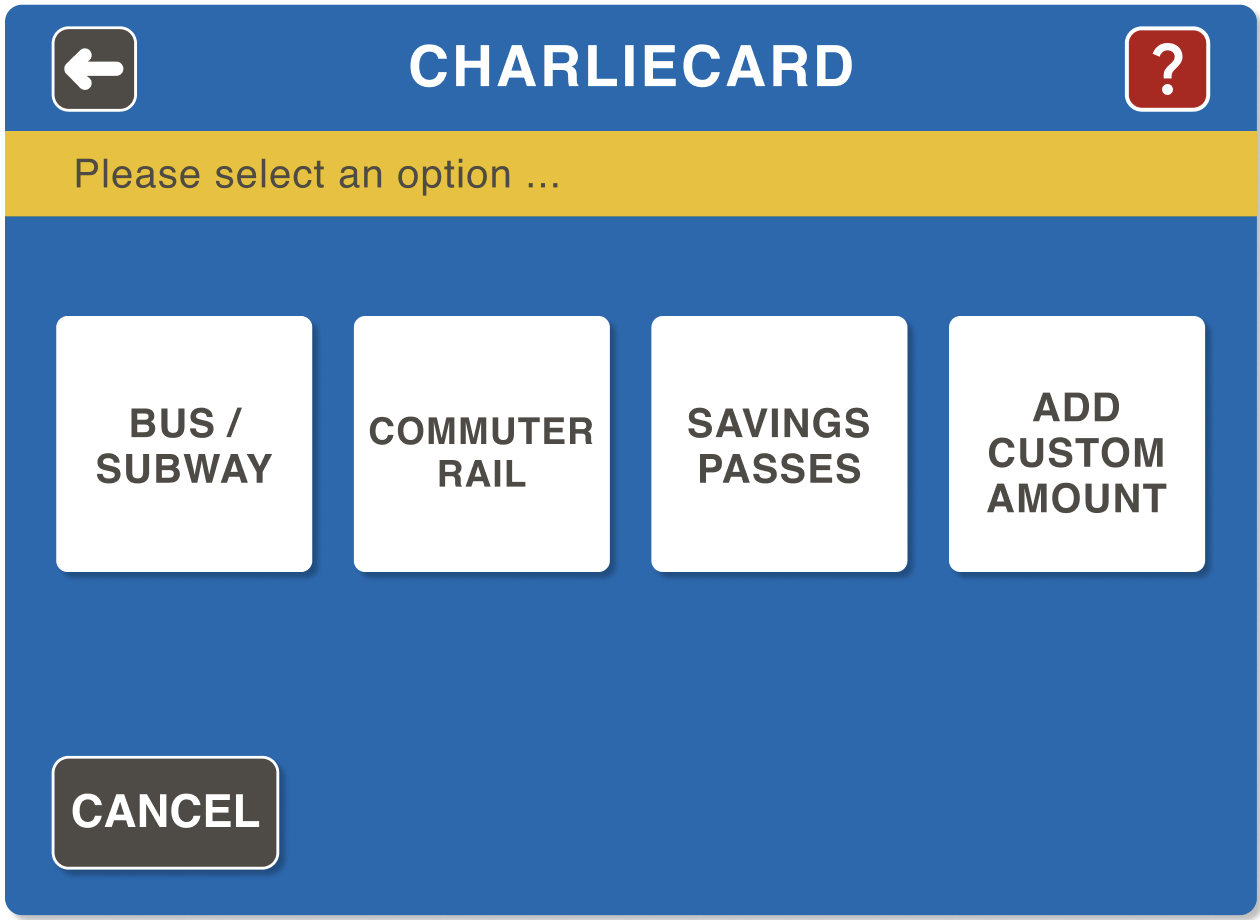 CHARLIECARD
?
Please select an option ...
BUS /
SUBWAY
COMMUTER
RAIL
SAVINGS
PASSES
ADD
CUSTOM
AMOUNT
CANCEL